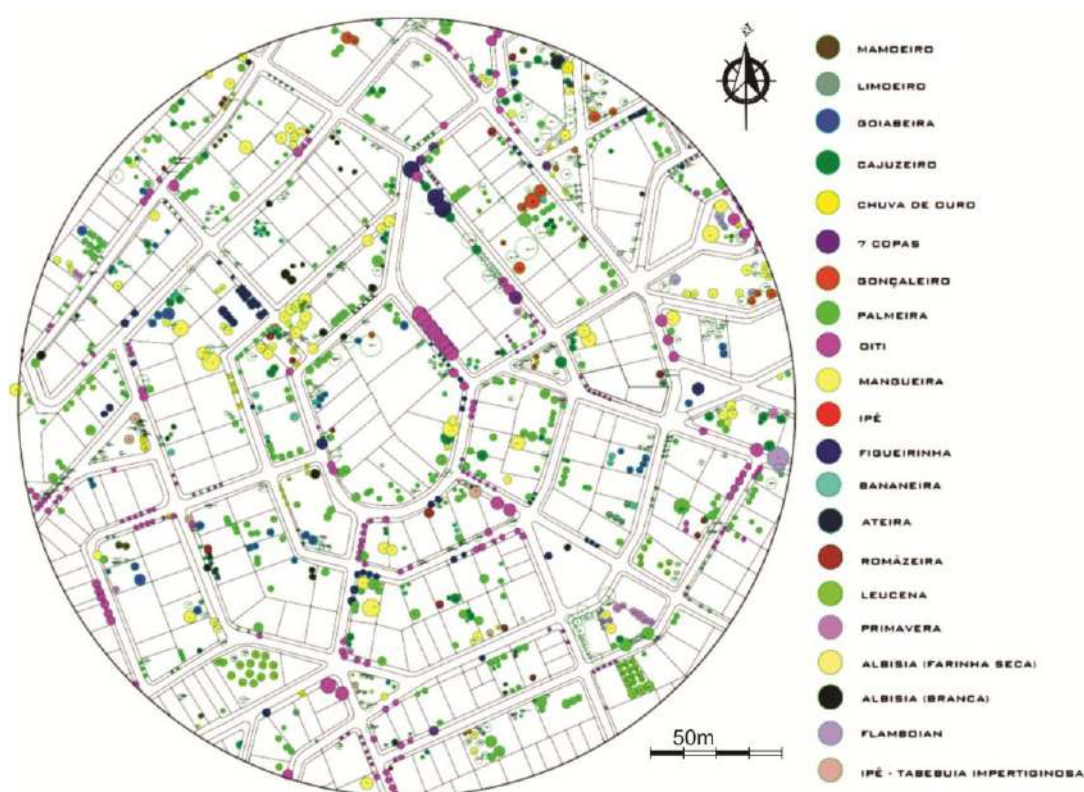 MAMOEIRO
LIMOEIRO
GOIABEIRA
CAJUZEIRO
CHUVA DE OURO
7 COPAS
GONÇALEIRO
PALMEIRA
OITI
MANGUEIRA
IPÊ
FIGUEIRINHA
BANANEIRA
ATEIRA
ROMÃZEIRA
LEUCENA
PRIMAVERA
ALBISIA (FARINHA SECA)
ALBISIA (BRANCA)
FLAMBOIAN
IPÊ - TABEBUIA IMPERTIGINOSA
50m